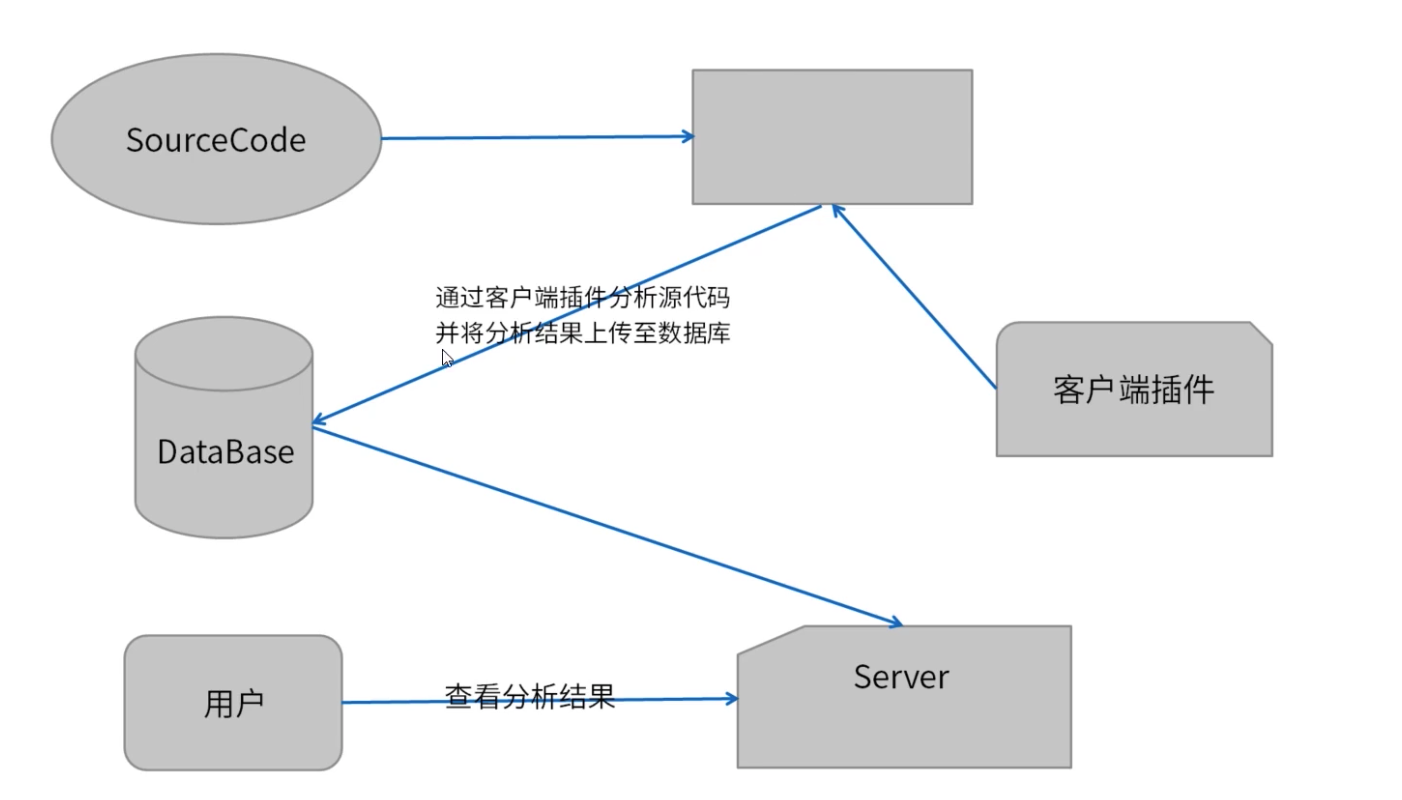 SourceCode
通过客户端插件分析源代码
并将分析结果上传至数据库
客户端插件
DataBase
Server
用户
查看分析结果